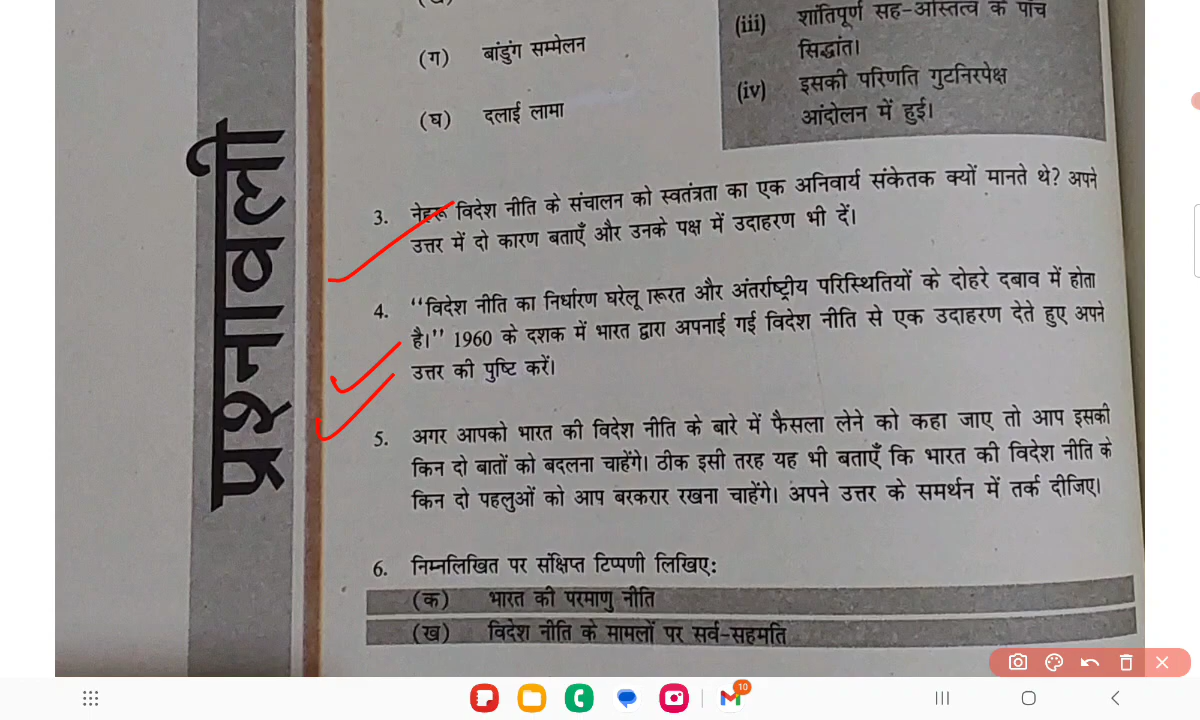 (ग) बांडुंग सम्मेलन
(घ) दलाई लामा
(iii) शांतिपूर्ण सह-अस्तित्व के पाँच
सिद्धांत।
(iv) इसकी परिणति गुटनिरपेक्ष
आंदोलन में हुई।
प्रश्नावली
3. नेहरू विदेश नीति के संचालन को स्वतंत्रता का एक अनिवार्य संकेतक क्यों मानते थे? अपने
उत्तर में दो कारण बताएँ और उनके पक्ष में उदाहरण भी दें।
4. “विदेश नीति का निर्धारण घरेलू ारूरत और अंतर्राष्ट्रीय परिस्थितियों के दोहरे दबाव में होता
है।” 1960 के दशक में भारत द्वारा अपनाई गई विदेश नीति से एक उदाहरण देते हुए अपने
उत्तर की पुष्टि करें।
5. अगर आपको भारत की विदेश नीति के बारे में फैसला लेने को कहा जाए तो आप इसकी
किन दो बातों को बदलना चाहेंगे। ठीक इसी तरह यह भी बताएँ कि भारत की विदेश नीति के
किन दो पहलुओं को आप बरकरार रखना चाहेंगे। अपने उत्तर के समर्थन में तर्क दीजिए।
6. निम्नलिखित पर संक्षिप्त टिप्पणी लिखिए:
(क) भारत की परमाणु नीति
(ख) विदेश नीति के मामलों पर सर्व-सहमति
10